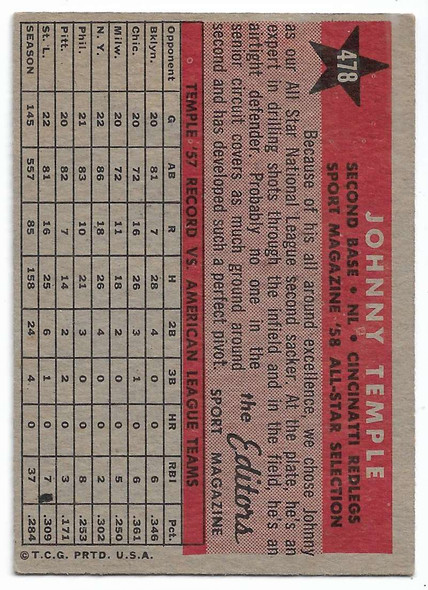 478
JOHNNY TEMPLE
SECOND BASE • NL • CINCINATTI REDLEGS
SPORT MAGAZINE '58 ALL-STAR SELECTION
Because of his all around excellence, we chose Johnny
as our All Star National League second sacker. At the plate, he's an
expert in drilling shots through the infield and in the field, he's an
airtight defender. Probably no one in the
senior circuit covers as much ground around
second and has developed such a perfect pivot.
the Editors
SPORT MAGAZINE
TEMPLE '57 RECORD VS. AMERICAN LEAGUE TEAMS
Opponent G AB R H 2B 3B HR RBI Pct.
Bklyn. 20 81 7 28 4 0 0 6 .346
Chic. 20 72 16 26 3 1 0 5 .361
Milw. 20 72 11 18 2 0 0 5 .250
N. Y. 22 86 18 26 4 0 0 2 .302
Phil. 21 83 10 21 3 0 0 8 .253
Pitt. 20 82 7 14 2 2 0 4 .171
St. L. 22 81 16 25 6 1 0 7 .309
SEASON 145 557 85 158 24 4 0 37 .284
© T.C.G. PRTD. U.S.A.